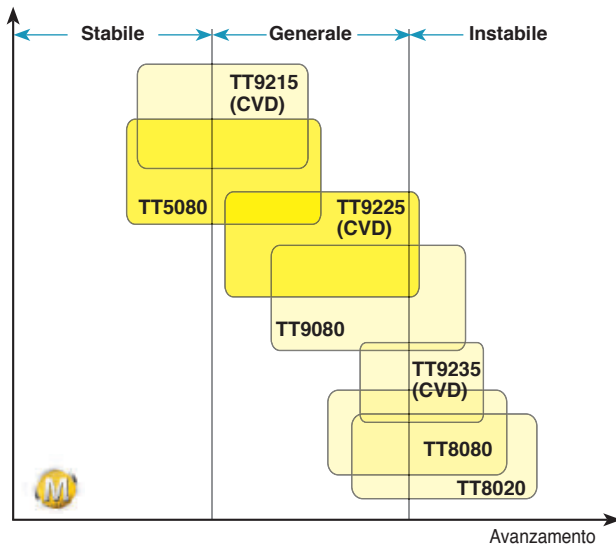 Stabile
Generale
Instabile
TT9215
(CVD)
TT5080
TT9225
(CVD)
TT9080
TT9235
(CVD)
TT8080
TT8020
M
Avanzamento